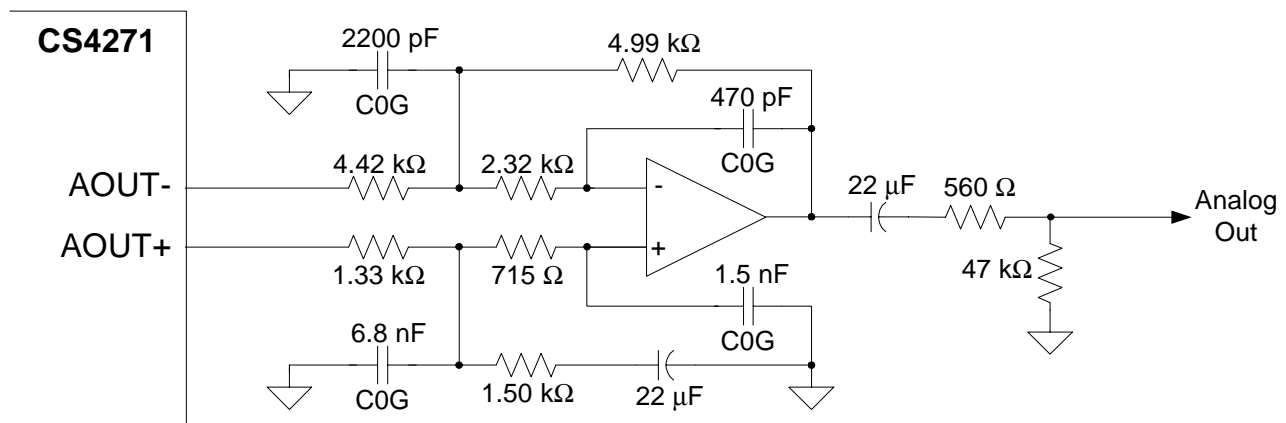 CS4271
2200 pF
C0G
4.99 kΩ
470 pF
C0G
AOUT-
4.42 kΩ
2.32 kΩ
-
22 μF
560 Ω
Analog
Out
AOUT+
1.33 kΩ
715 Ω
+
47 kΩ
1.5 nF
C0G
6.8 nF
C0G
1.50 kΩ
22 μF